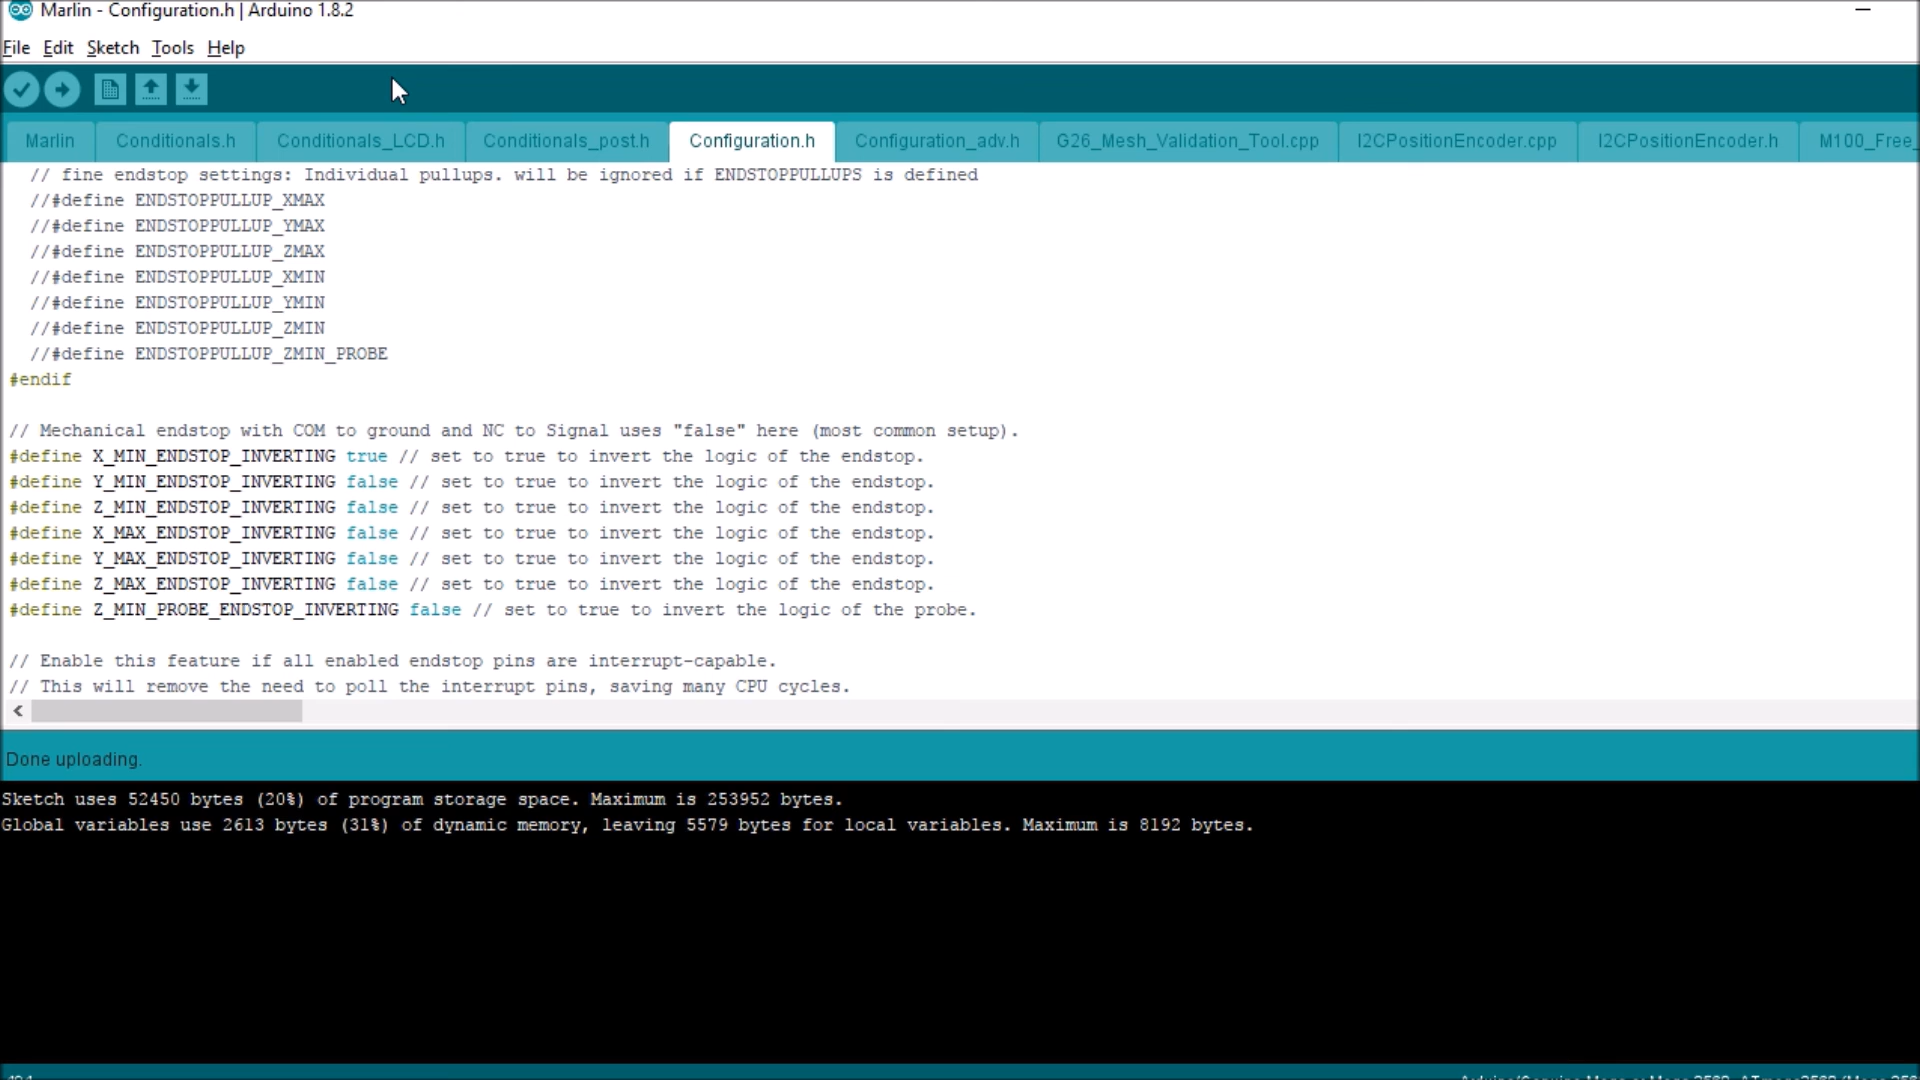 Marlin - Configuration.h | Arduino 1.8.2
File Edit Sketch Tools Help
Marlin Conditionals.h Conditionals_LCD.h Conditionals_post.h Configuration.h Configuration_adv.h G26_Mesh_Validation_Tool.cpp I2CPositionEncoder.cpp I2CPositionEncoder.h M100_Free_
// fine endstop settings: Individual pullups. will be ignored if ENDSTOPPULLUPS is defined
//#define ENDSTOPPULLUP_XMAX
//#define ENDSTOPPULLUP_YMAX
//#define ENDSTOPPULLUP_ZMAX
//#define ENDSTOPPULLUP_XMIN
//#define ENDSTOPPULLUP_YMIN
//#define ENDSTOPPULLUP_ZMIN
//#define ENDSTOPPULLUP_ZMIN_PROBE
#endif
// Mechanical endstop with COM to ground and NC to Signal uses "false" here (most common setup).
#define X_MIN_ENDSTOP_INVERTING true // set to true to invert the logic of the endstop.
#define Y_MIN_ENDSTOP_INVERTING false // set to true to invert the logic of the endstop.
#define Z_MIN_ENDSTOP_INVERTING false // set to true to invert the logic of the endstop.
#define X_MAX_ENDSTOP_INVERTING false // set to true to invert the logic of the endstop.
#define Y_MAX_ENDSTOP_INVERTING false // set to true to invert the logic of the endstop.
#define Z_MAX_ENDSTOP_INVERTING false // set to true to invert the logic of the endstop.
#define Z_MIN_PROBE_ENDSTOP_INVERTING false // set to true to invert the logic of the probe.
// Enable this feature if all enabled endstop pins are interrupt-capable.
// This will remove the need to poll the interrupt pins, saving many CPU cycles.
Done uploading.
Sketch uses 52450 bytes (20%) of program storage space. Maximum is 253952 bytes.
Global variables use 2613 bytes (31%) of dynamic memory, leaving 5579 bytes for local variables. Maximum is 8192 bytes.